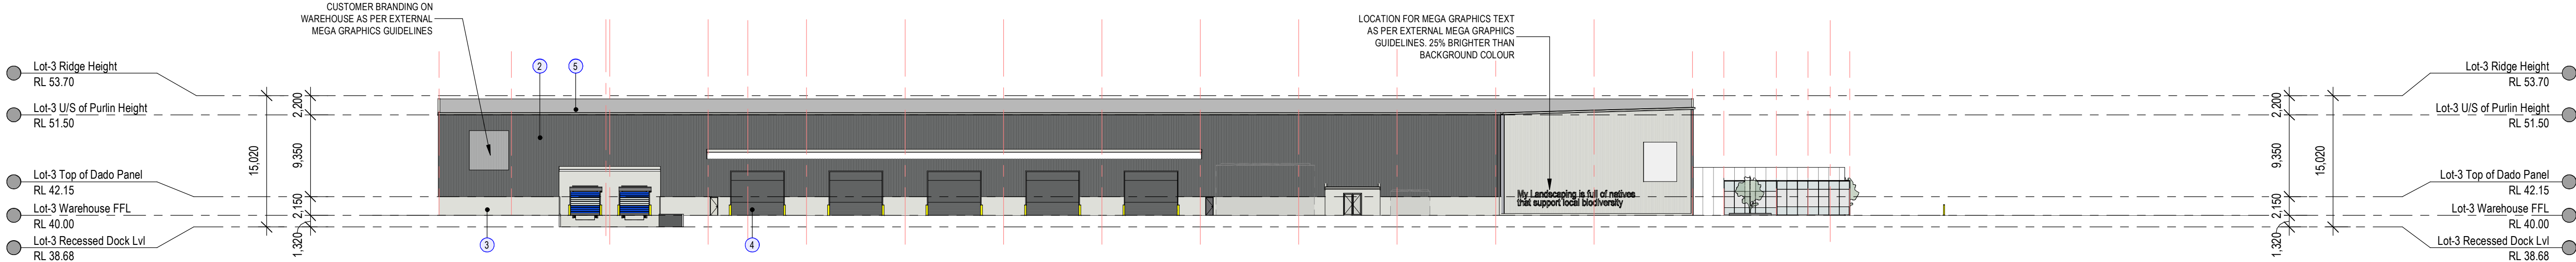 CUSTOMER BRANDING ON
WAREHOUSE AS PER EXTERNAL
MEGA GRAPHICS GUIDELINES
LOCATION FOR MEGA GRAPHICS TEXT
AS PER EXTERNAL MEGA GRAPHICS
GUIDELINES. 25% BRIGHTER THAN
BACKGROUND COLOUR
2
5
Lot-3 Ridge Height
RL 53.70
Lot-3 U/S of Purlin Height
RL 51.50
Lot-3 Top of Dado Panel
RL 42.15
Lot-3 Warehouse FFL
RL 40.00
Lot-3 Recessed Dock Lvl
RL 38.68
15,020
2,200
9,350
2,150
1,320
3
4
My Landscaping is full of natives
that support local biodiversity
2,200
9,350
2,150
1,320
15,020
Lot-3 Ridge Height
RL 53.70
Lot-3 U/S of Purlin Height
RL 51.50
Lot-3 Top of Dado Panel
RL 42.15
Lot-3 Warehouse FFL
RL 40.00
Lot-3 Recessed Dock Lvl
RL 38.68